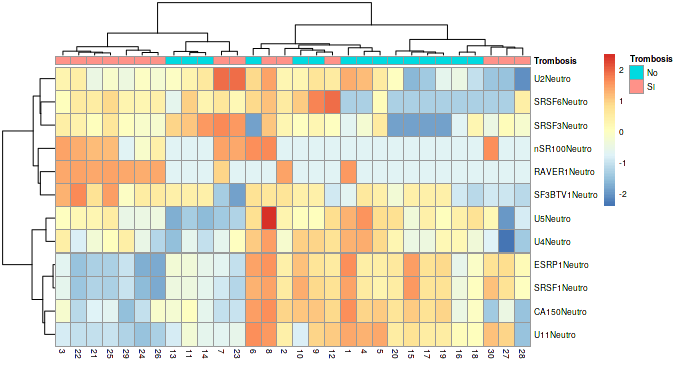 Trombosis
U2Neutro
SRSF6Neutro
SRSF3Neutro
nSR100Neutro
RAVER1Neutro
SF3BTV1Neutro
U5Neutro
U4Neutro
ESRP1Neutro
SRSF1Neutro
CA150Neutro
U11Neutro
3 22 21 25 29 24 26 13 11 14 7 23 6 8 2 10 9 12 1 4 5 20 17 15 19 16 18 30 27 28
2
1
0
-1
-2
Trombosis
No
SI